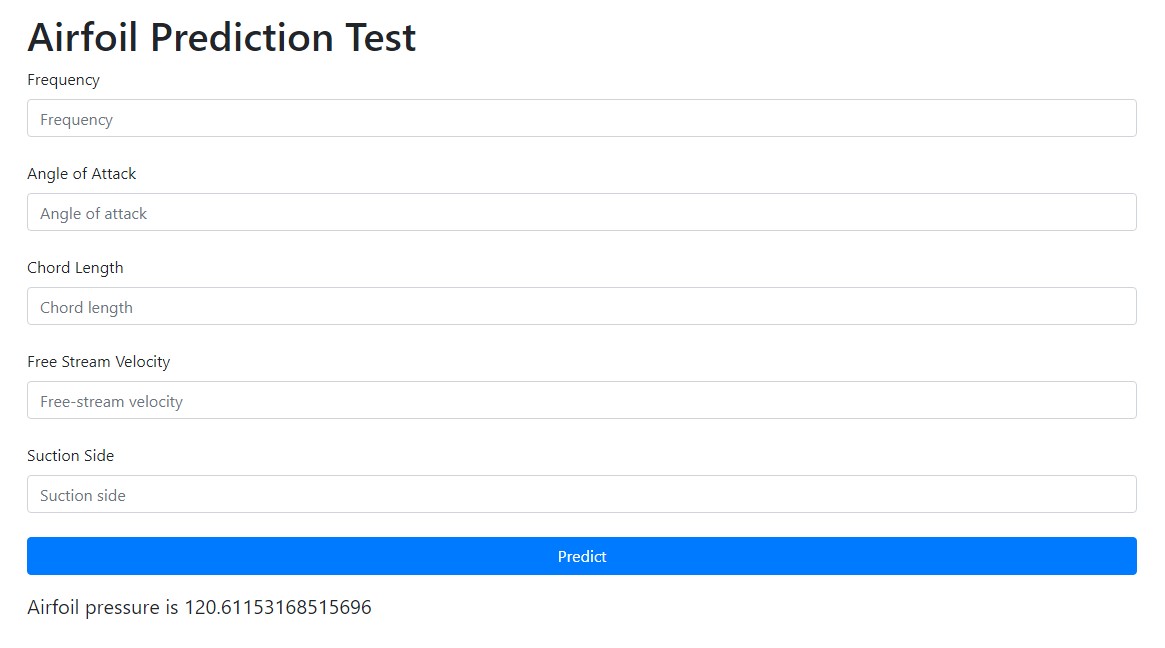 Airfoil Prediction Test
Frequency
Frequency
Angle of Attack
Angle of attack
Chord Length
Chord length
Free Stream Velocity
Free-stream velocity
Suction Side
Suction side
Predict
Airfoil pressure is 120.61153168515696